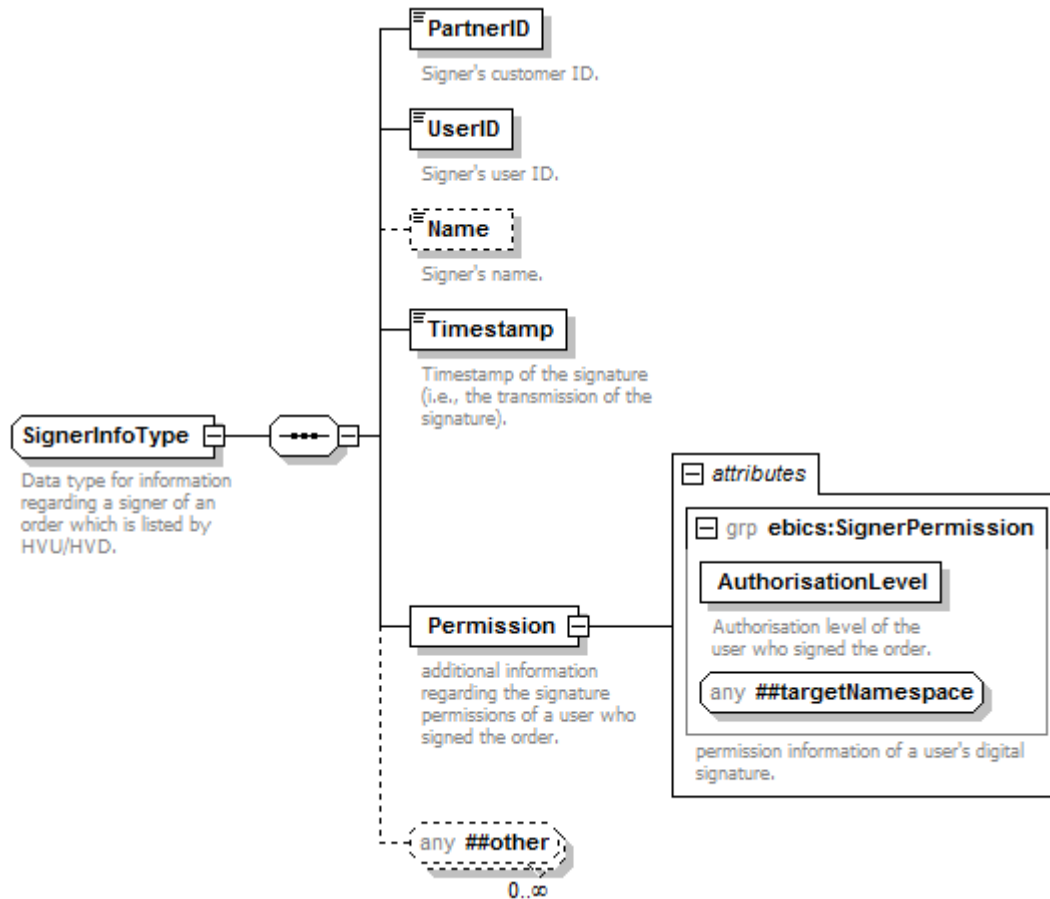 PartnerID
Signer's customer ID.
UserID
Signer's user ID.
Name
Signer's name.
Timestamp
Timestamp of the signature
(i.e., the transmission of the
signature).
SignerInfoType
Data type for information
regarding a signer of an
order which is listed by
HVU/HVD.
attributes
grp ebics:SignerPermission
AuthorisationLevel
Authorisation level of the
user who signed the order.
any ##targetNamespace
permission information of a user's digital
signature.
Permission
additional information
regarding the signature
permissions of a user who
signed the order.
any ##other
0..∞